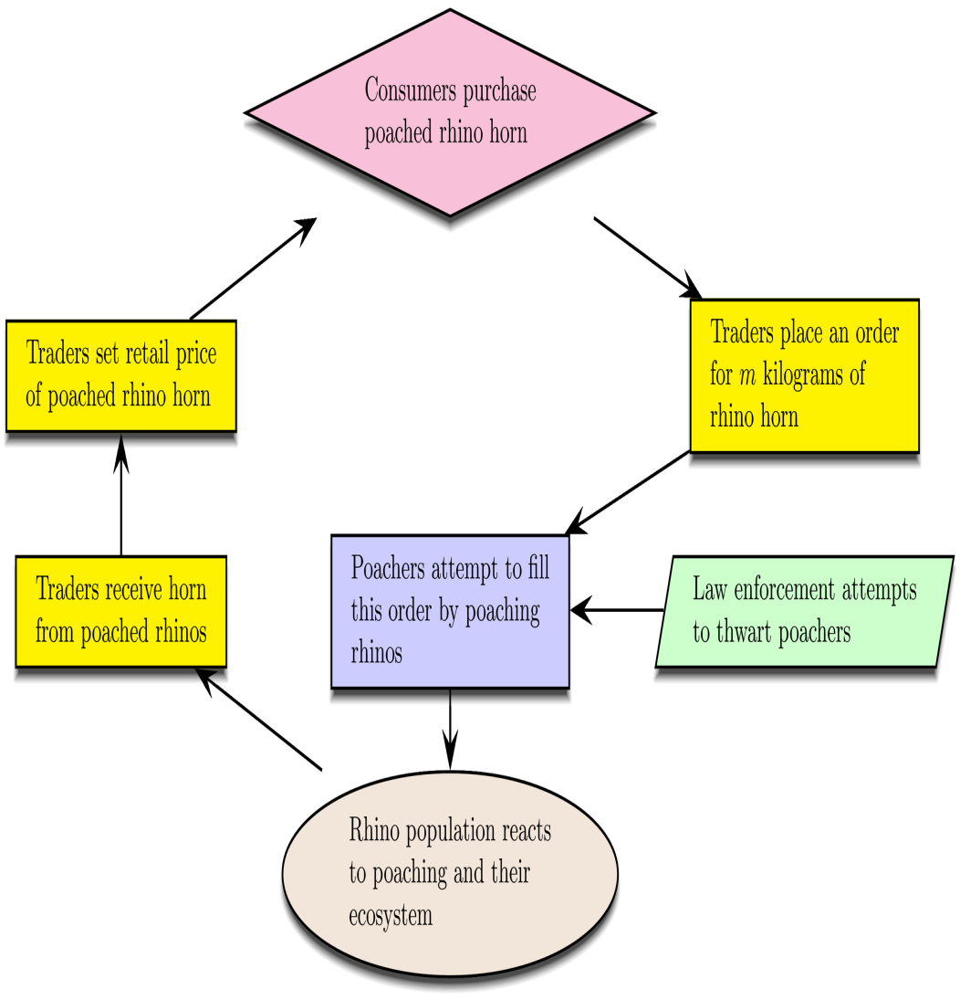 Consumers purchase
poached rhino horn
Traders set retail price
of poached rhino horn
Traders place an order
for m kilograms of
rhino horn
Traders receive horn
from poached rhinos
Poachers attempt to fill
this order by poaching
rhinos
Law enforcement attempts
to thwart poachers
Rhino population reacts
to poaching and their
ecosystem